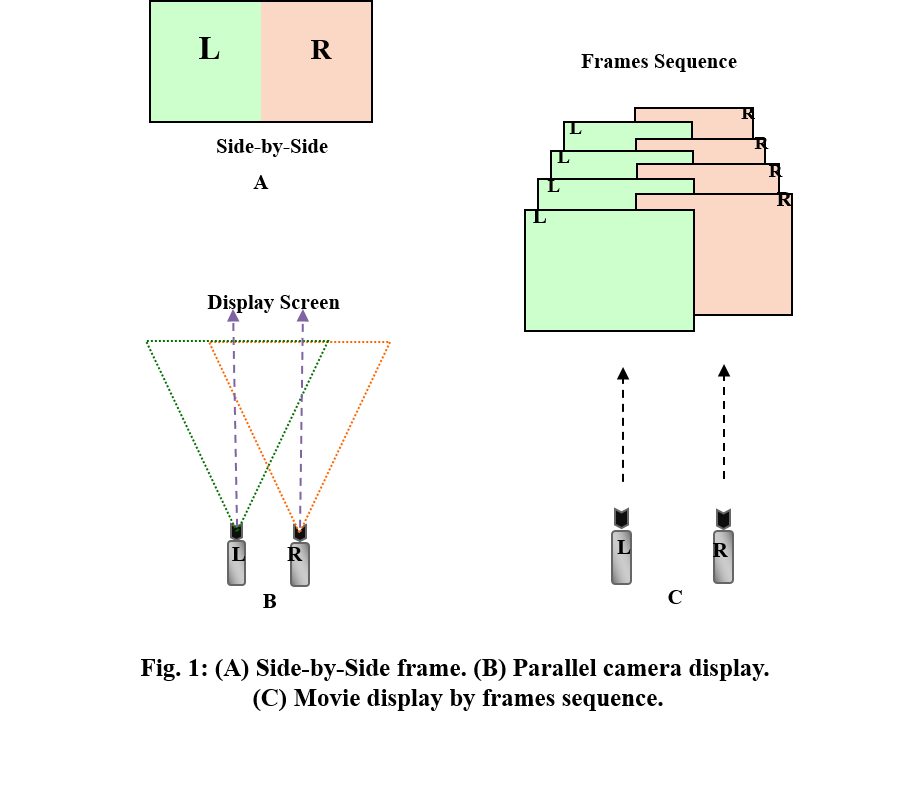 L R
Side-by-Side
A
Frames Sequence
R
L
R
L
R
L
R
L
Display Screen
L R
B
L R
C
Fig. 1: (A) Side-by-Side frame. (B) Parallel camera display.
(C) Movie display by frames sequence.